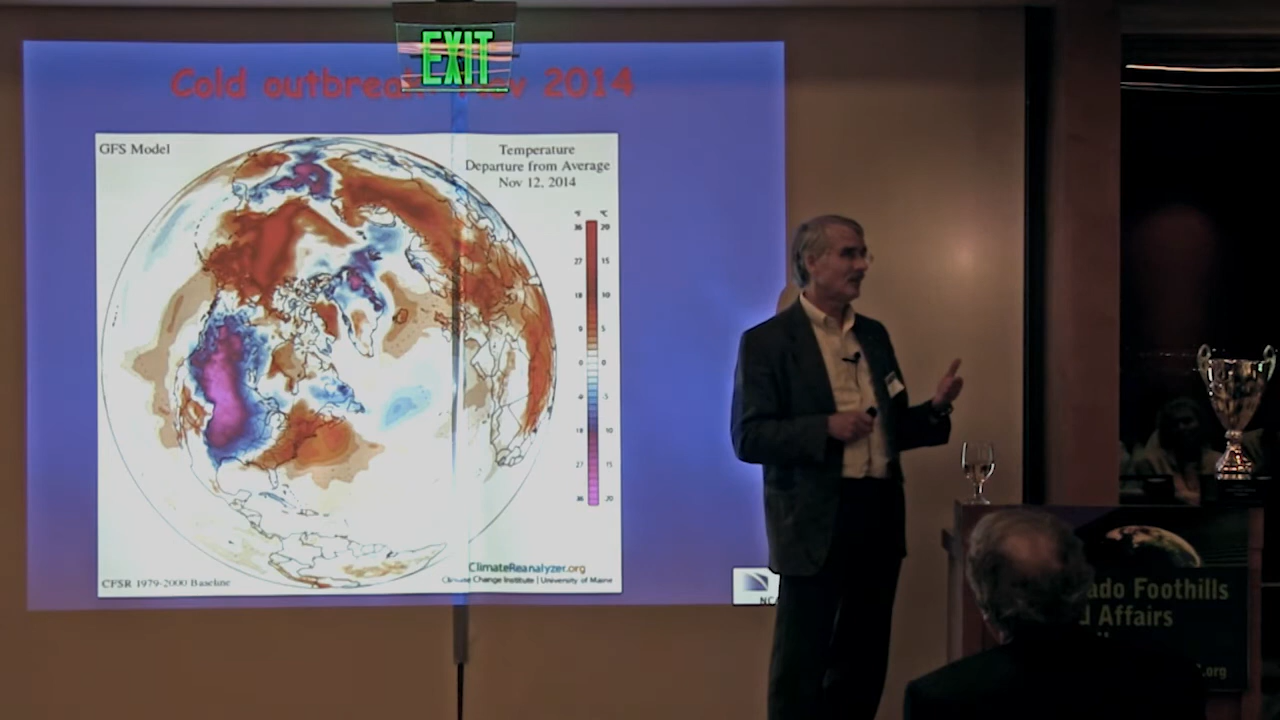 EXIT
Cold outbrea ov 2014
GFS Model
Temperature
Departure from Average
Nov 12, 2014
°F °C
36 20
27 15
18 10
9 5
0 0
-9 -5
18 10
27 15
36 20
ClimateReanalyzer.org
Climate Change Institute | University of Maine
CFSR 1979-2000 Baseline
NC
ado Foothills
d Affairs
.org